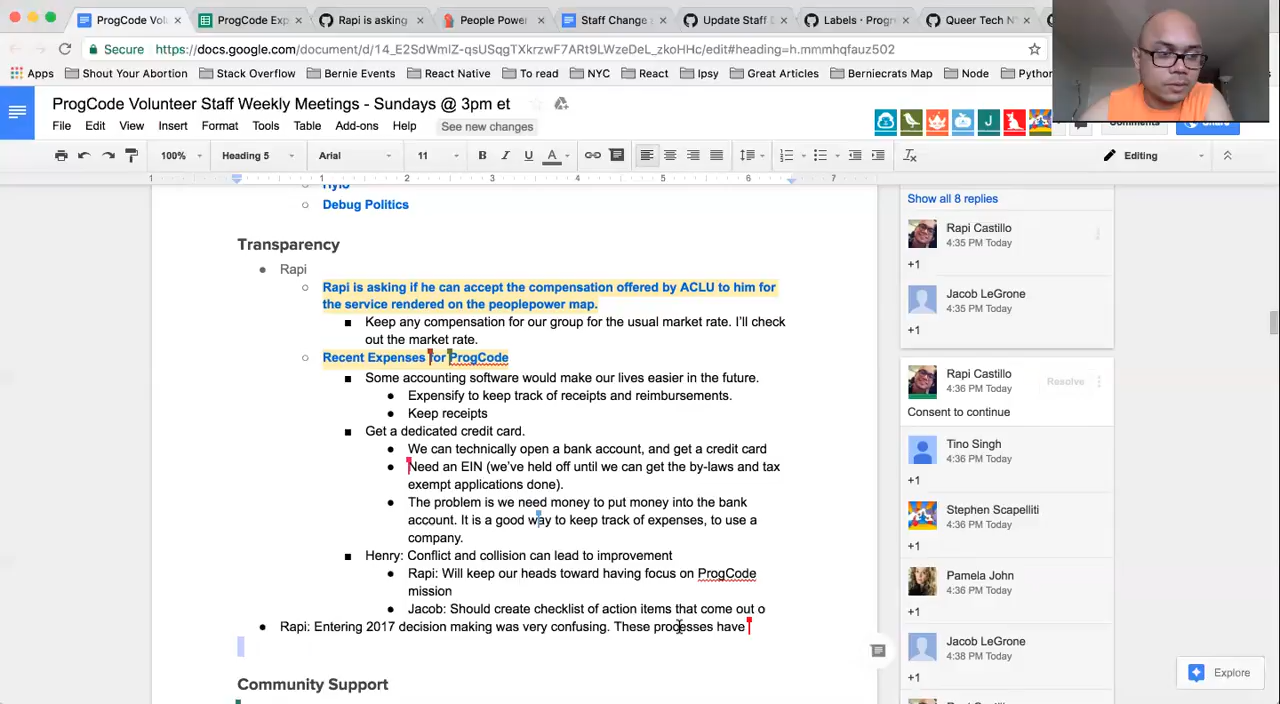 ProgCode Vol
ProgCode Exp
Rapi is asking
People Power
Staff Change
Update Staff D
Labels · Progr
Queer Tech N
Secure
https://docs.google.com/document/d/14_E2SdWmIZ-qsUSqgTXkrzwF7ARt9LWzeDeL_zkoHHc/edit#heading=h.mmmhqfauz502
Apps
Shout Your Abortion
Stack Overflow
Bernie Events
React Native
To read
NYC
React
Ipsy
Great Articles
Berniecrats Map
Node
Python
ProgCode Volunteer Staff Weekly Meetings - Sundays @ 3pm et
File Edit View Insert Format Tools Table Add-ons Help See new changes
Comments
Share
100% Heading 5 Arial 11 B I U A
Editing
1 1 2 3 4 5 6 7
Hylo
Debug Politics
Transparency
Rapi
Rapi is asking if he can accept the compensation offered by ACLU to him for
the service rendered on the peoplepower map.
Keep any compensation for our group for the usual market rate. I'll check
out the market rate.
Recent Expenses for ProgCode
Some accounting software would make our lives easier in the future.
Expensify to keep track of receipts and reimbursements.
Keep receipts
Get a dedicated credit card.
We can technically open a bank account, and get a credit card
Need an EIN (we've held off until we can get the by-laws and tax
exempt applications done).
The problem is we need money to put money into the bank
account. It is a good way to keep track of expenses, to use a
company.
Henry: Conflict and collision can lead to improvement
Rapi: Will keep our heads toward having focus on ProgCode
mission
Jacob: Should create checklist of action items that come out o
Rapi: Entering 2017 decision making was very confusing. These processes have
Community Support
Show all 8 replies
Rapi Castillo
4:35 PM Today
+1
Jacob LeGrone
4:35 PM Today
+1
Rapi Castillo
4:36 PM Today
Resolve
Consent to continue
Tino Singh
4:36 PM Today
+1
Stephen Scapelliti
4:36 PM Today
+1
Pamela John
4:36 PM Today
+1
Jacob LeGrone
4:38 PM Today
+1
Explore